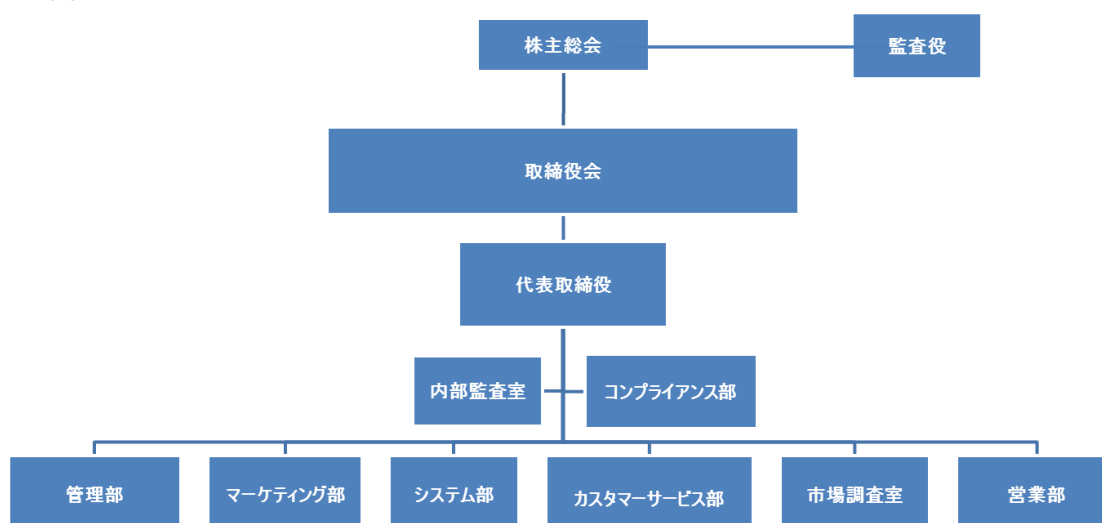 株主総会
監査役
取締役会
代表取締役
内部監査室
コンプライアンス部
管理部
マーケティング部
システム部
カスタマーサービス部
市場調査室
営業部